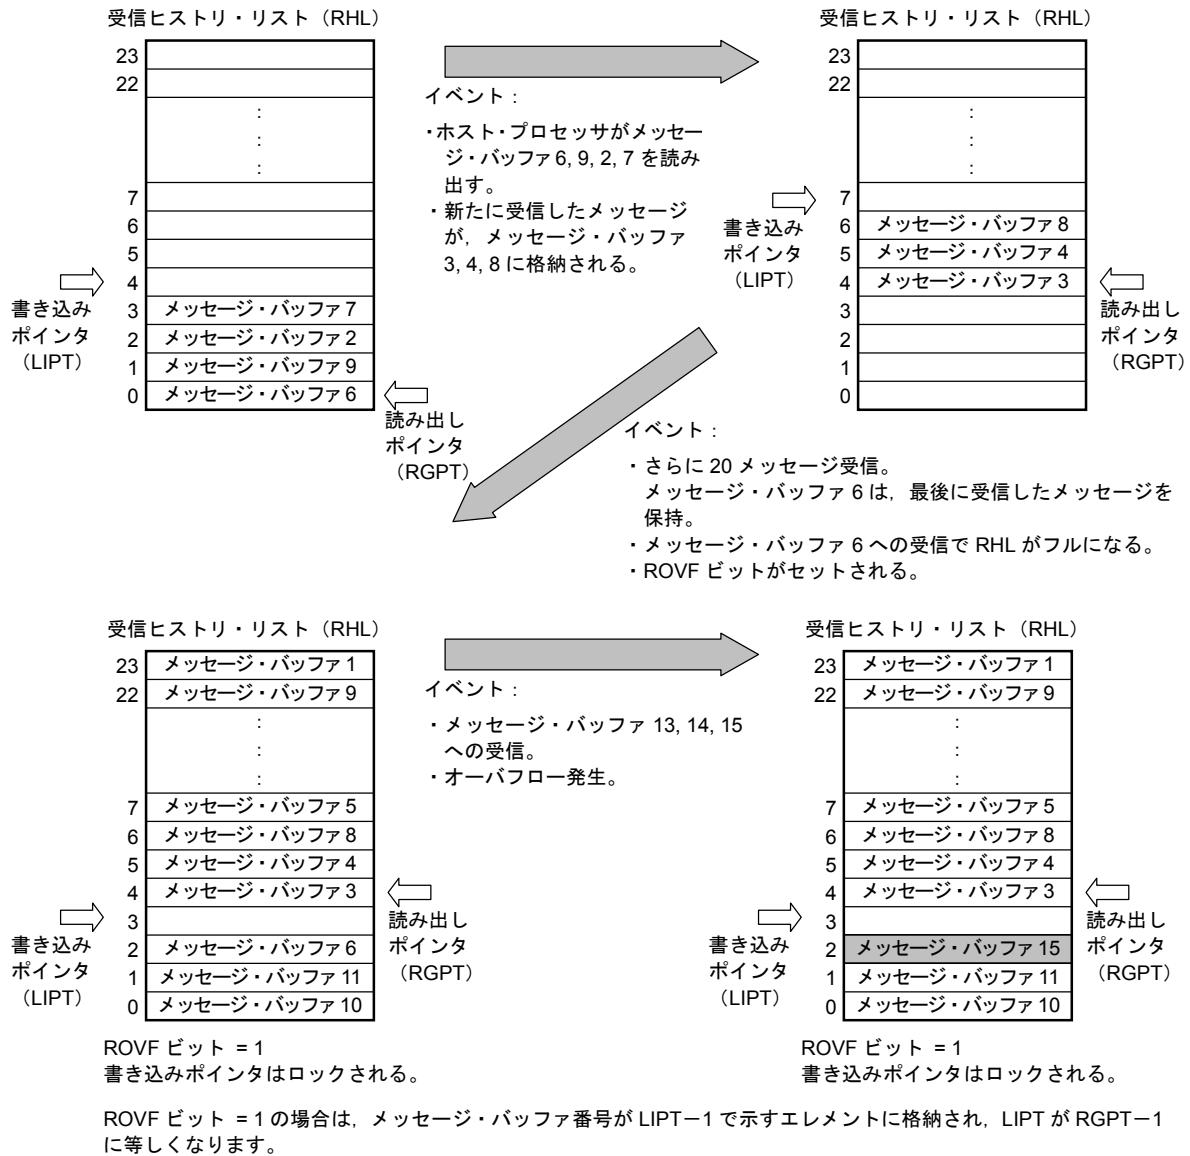 受信ヒストリ・リスト（RHL）
23
22
:
:
:
7
6
5
4
3 メッセージ・バッファ 7
2 メッセージ・バッファ 2
1 メッセージ・バッファ 9
0 メッセージ・バッファ 6
書き込み
ポインタ
（LIPT）
読み出し
ポインタ
（RGPT）
イベント：
・ホスト・プロセッサがメッセー
ジ・バッファ 6, 9, 2, 7 を読み
出す。
・新たに受信したメッセージ
が，メッセージ・バッファ
3, 4, 8 に格納される。
受信ヒストリ・リスト（RHL）
23
22
:
:
:
7
6 メッセージ・バッファ 8
5 メッセージ・バッファ 4
4 メッセージ・バッファ 3
3
2
1
0
書き込み
ポインタ
（LIPT）
読み出し
ポインタ
（RGPT）
イベント：
・さらに 20 メッセージ受信。
メッセージ・バッファ 6 は，最後に受信したメッセージを
保持。
・メッセージ・バッファ 6 への受信で RHL がフルになる。
・ROVF ビットがセットされる。
受信ヒストリ・リスト（RHL）
23 メッセージ・バッファ 1
22 メッセージ・バッファ 9
:
:
:
7 メッセージ・バッファ 5
6 メッセージ・バッファ 8
5 メッセージ・バッファ 4
4 メッセージ・バッファ 3
3
2 メッセージ・バッファ 6
1 メッセージ・バッファ 11
0 メッセージ・バッファ 10
書き込み
ポインタ
（LIPT）
読み出し
ポインタ
（RGPT）
ROVF ビット = 1
書き込みポインタはロックされる。
イベント：
・メッセージ・バッファ 13, 14, 15
への受信。
・オーバフロー発生。
受信ヒストリ・リスト（RHL）
23 メッセージ・バッファ 1
22 メッセージ・バッファ 9
:
:
:
7 メッセージ・バッファ 5
6 メッセージ・バッファ 8
5 メッセージ・バッファ 4
4 メッセージ・バッファ 3
3
2 メッセージ・バッファ 15
1 メッセージ・バッファ 11
0 メッセージ・バッファ 10
書き込み
ポインタ
（LIPT）
読み出し
ポインタ
（RGPT）
ROVF ビット = 1
書き込みポインタはロックされる。
ROVF ビット = 1 の場合は，メッセージ・バッファ番号が LIPT－1 で示すエレメントに格納され，LIPT が RGPT－1
に等しくなります。